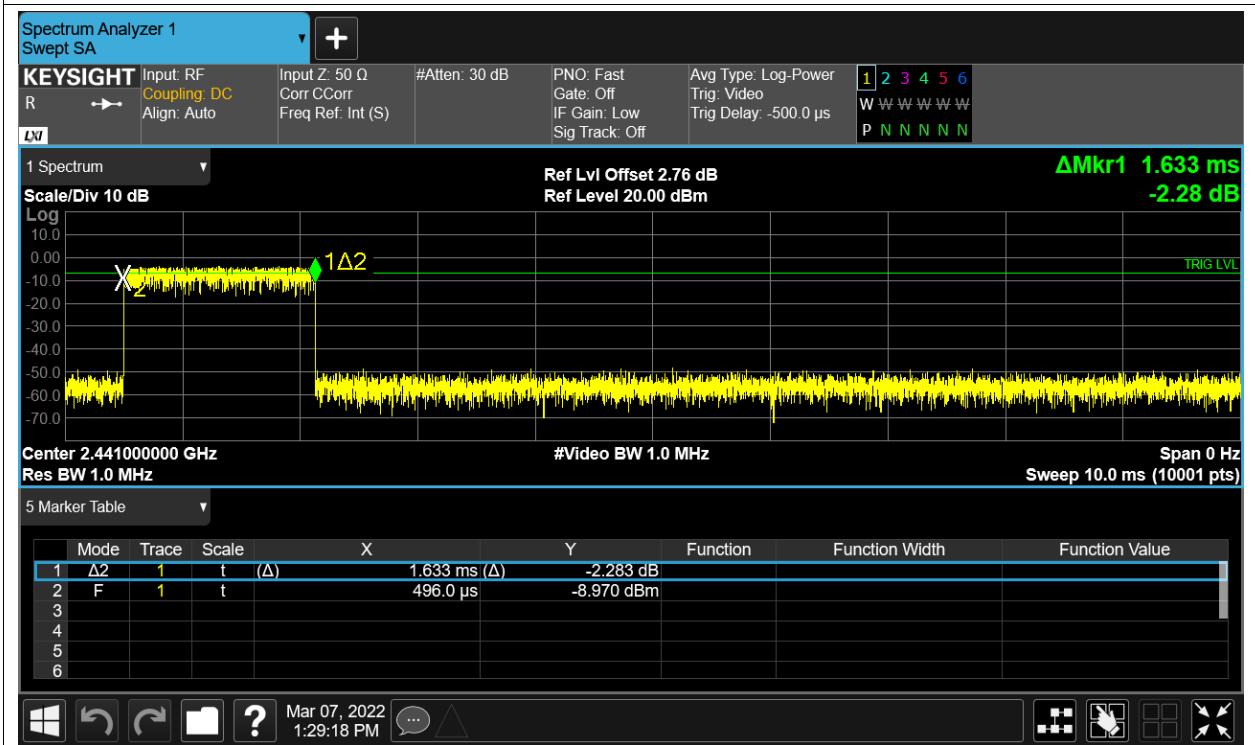 Spectrum Analyzer 1
Swept SA
KEYSIGHT Input: RF Input Z: 50 Ω #Atten: 30 dB PNO: Fast Avg Type: Log-Power 1 2 3 4 5 6
R Coupling: DC Corr CCorr Gate: Off Trig: Video W W W W W W
Align: Auto Freq Ref: Int (S) IF Gain: Low Trig Delay: -500.0 µs
LXI Sig Track: Off P N N N N N
1 Spectrum Ref Lvl Offset 2.76 dB ΔMkr1 1.633 ms
Scale/Div 10 dB Ref Level 20.00 dBm -2.28 dB
Log
10.0
0.00 1Δ2 TRIG LVL
-10.0 2
-20.0
-30.0
-40.0
-50.0
-60.0
-70.0
Center 2.441000000 GHz #Video BW 1.0 MHz Span 0 Hz
Res BW 1.0 MHz Sweep 10.0 ms (10001 pts)
5 Marker Table
Mode Trace Scale X Y Function Function Width Function Value
1 Δ2 1 t (Δ) 1.633 ms (Δ) -2.283 dB
2 F 1 t 496.0 µs -8.970 dBm
3
4
5
6
? Mar 07, 2022
1:29:18 PM